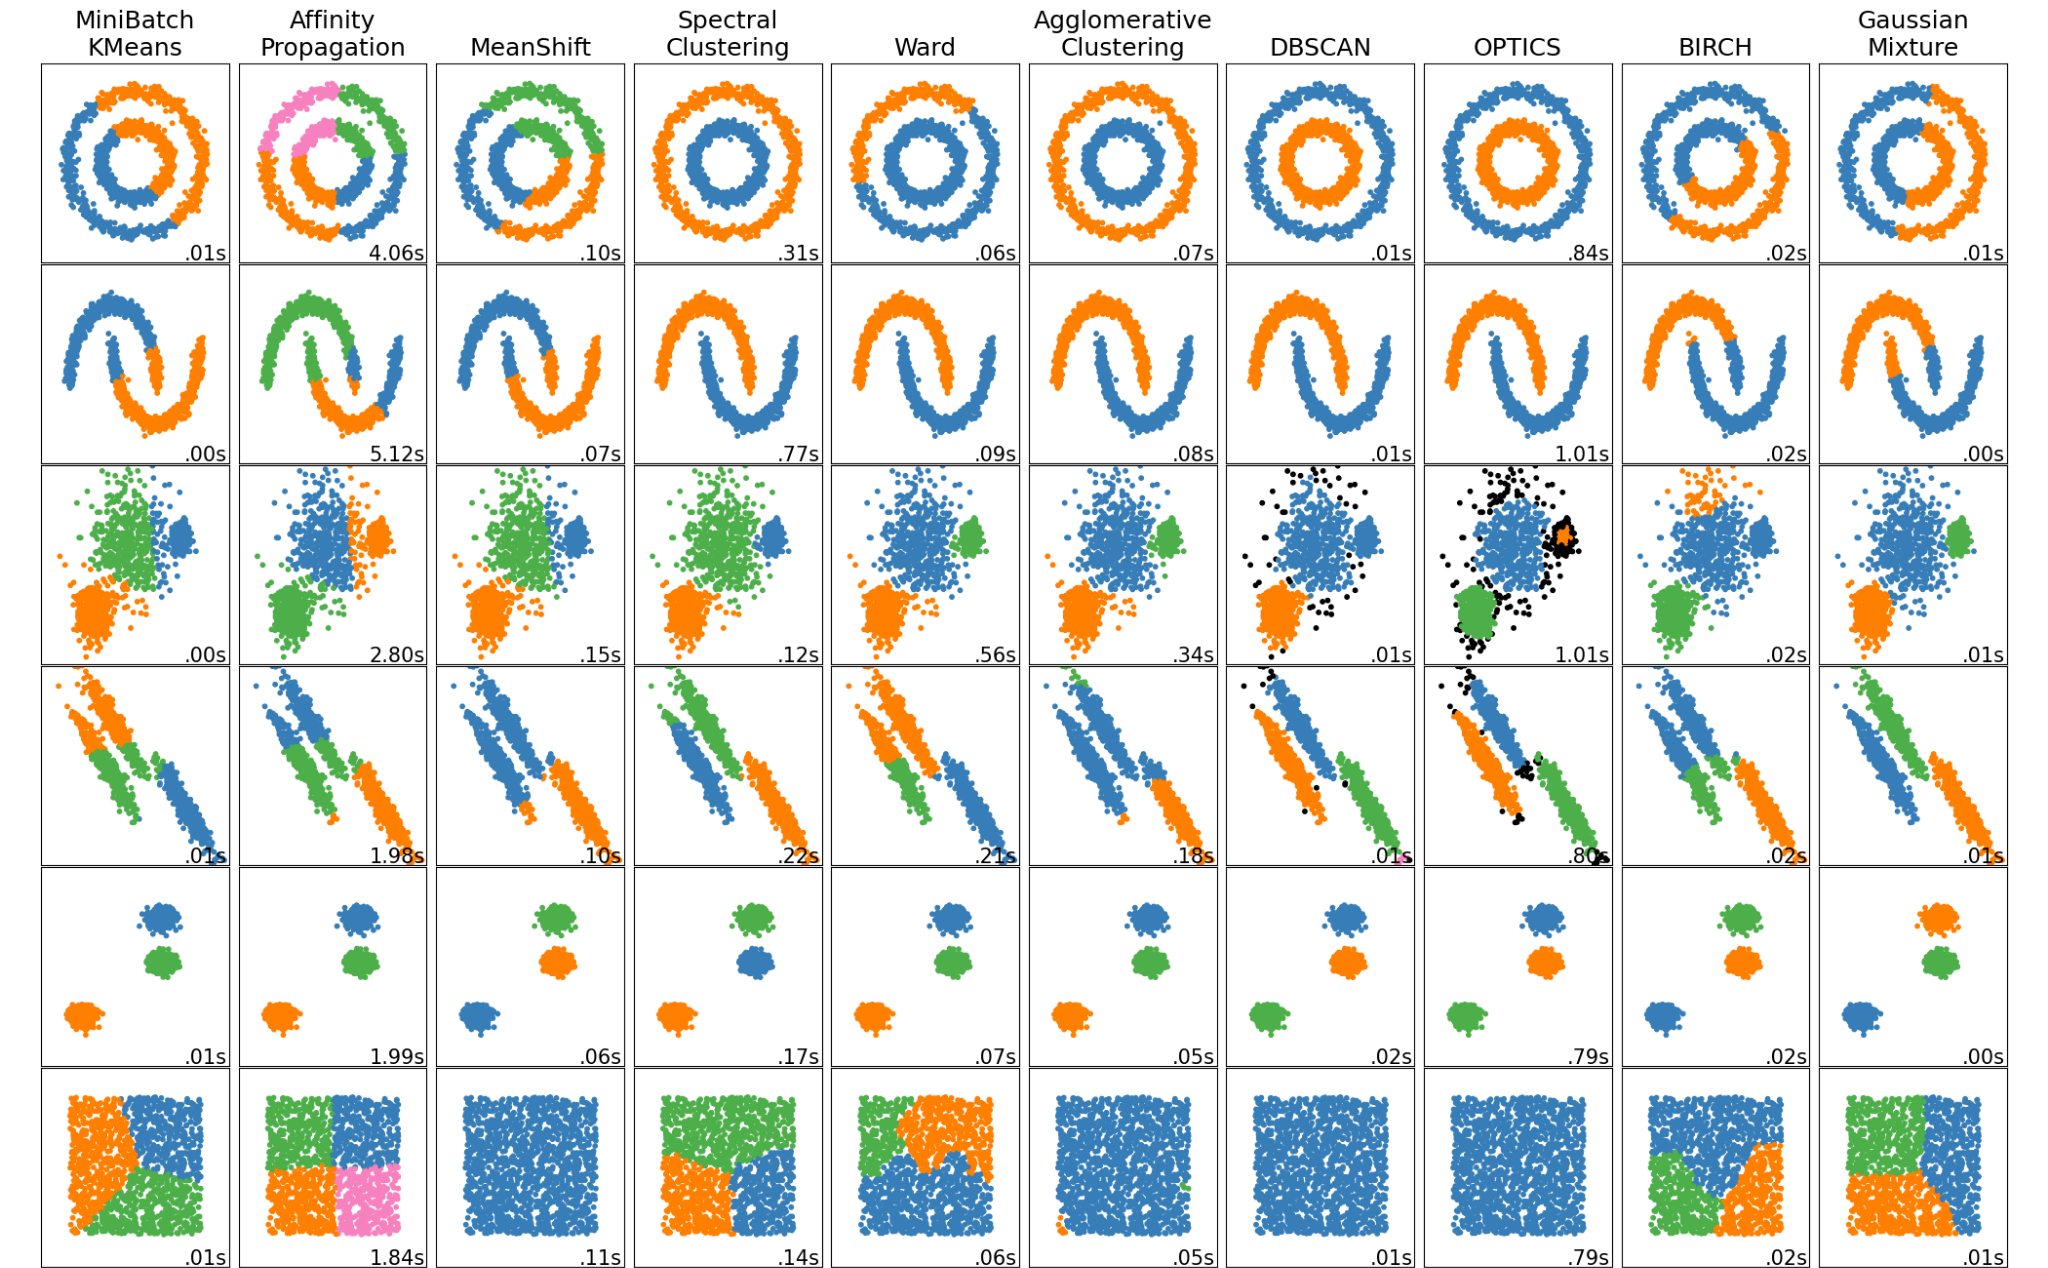 MiniBatch
KMeans
Affinity
Propagation
MeanShift
Spectral
Clustering
Ward
Agglomerative
Clustering
DBSCAN
OPTICS
BIRCH
Gaussian
Mixture
.01s
4.06s
.10s
.31s
.06s
.07s
.01s
.84s
.02s
.01s
.00s
5.12s
.07s
.77s
.09s
.08s
.01s
1.01s
.02s
.00s
.00s
2.80s
.15s
.12s
.56s
.34s
.01s
1.01s
.02s
.01s
.01s
1.98s
.10s
.22s
.21s
.18s
.01s
.80s
.02s
.01s
.01s
1.99s
.06s
.17s
.07s
.05s
.02s
.79s
.02s
.00s
.01s
1.84s
.11s
.14s
.06s
.05s
.01s
.79s
.02s
.01s